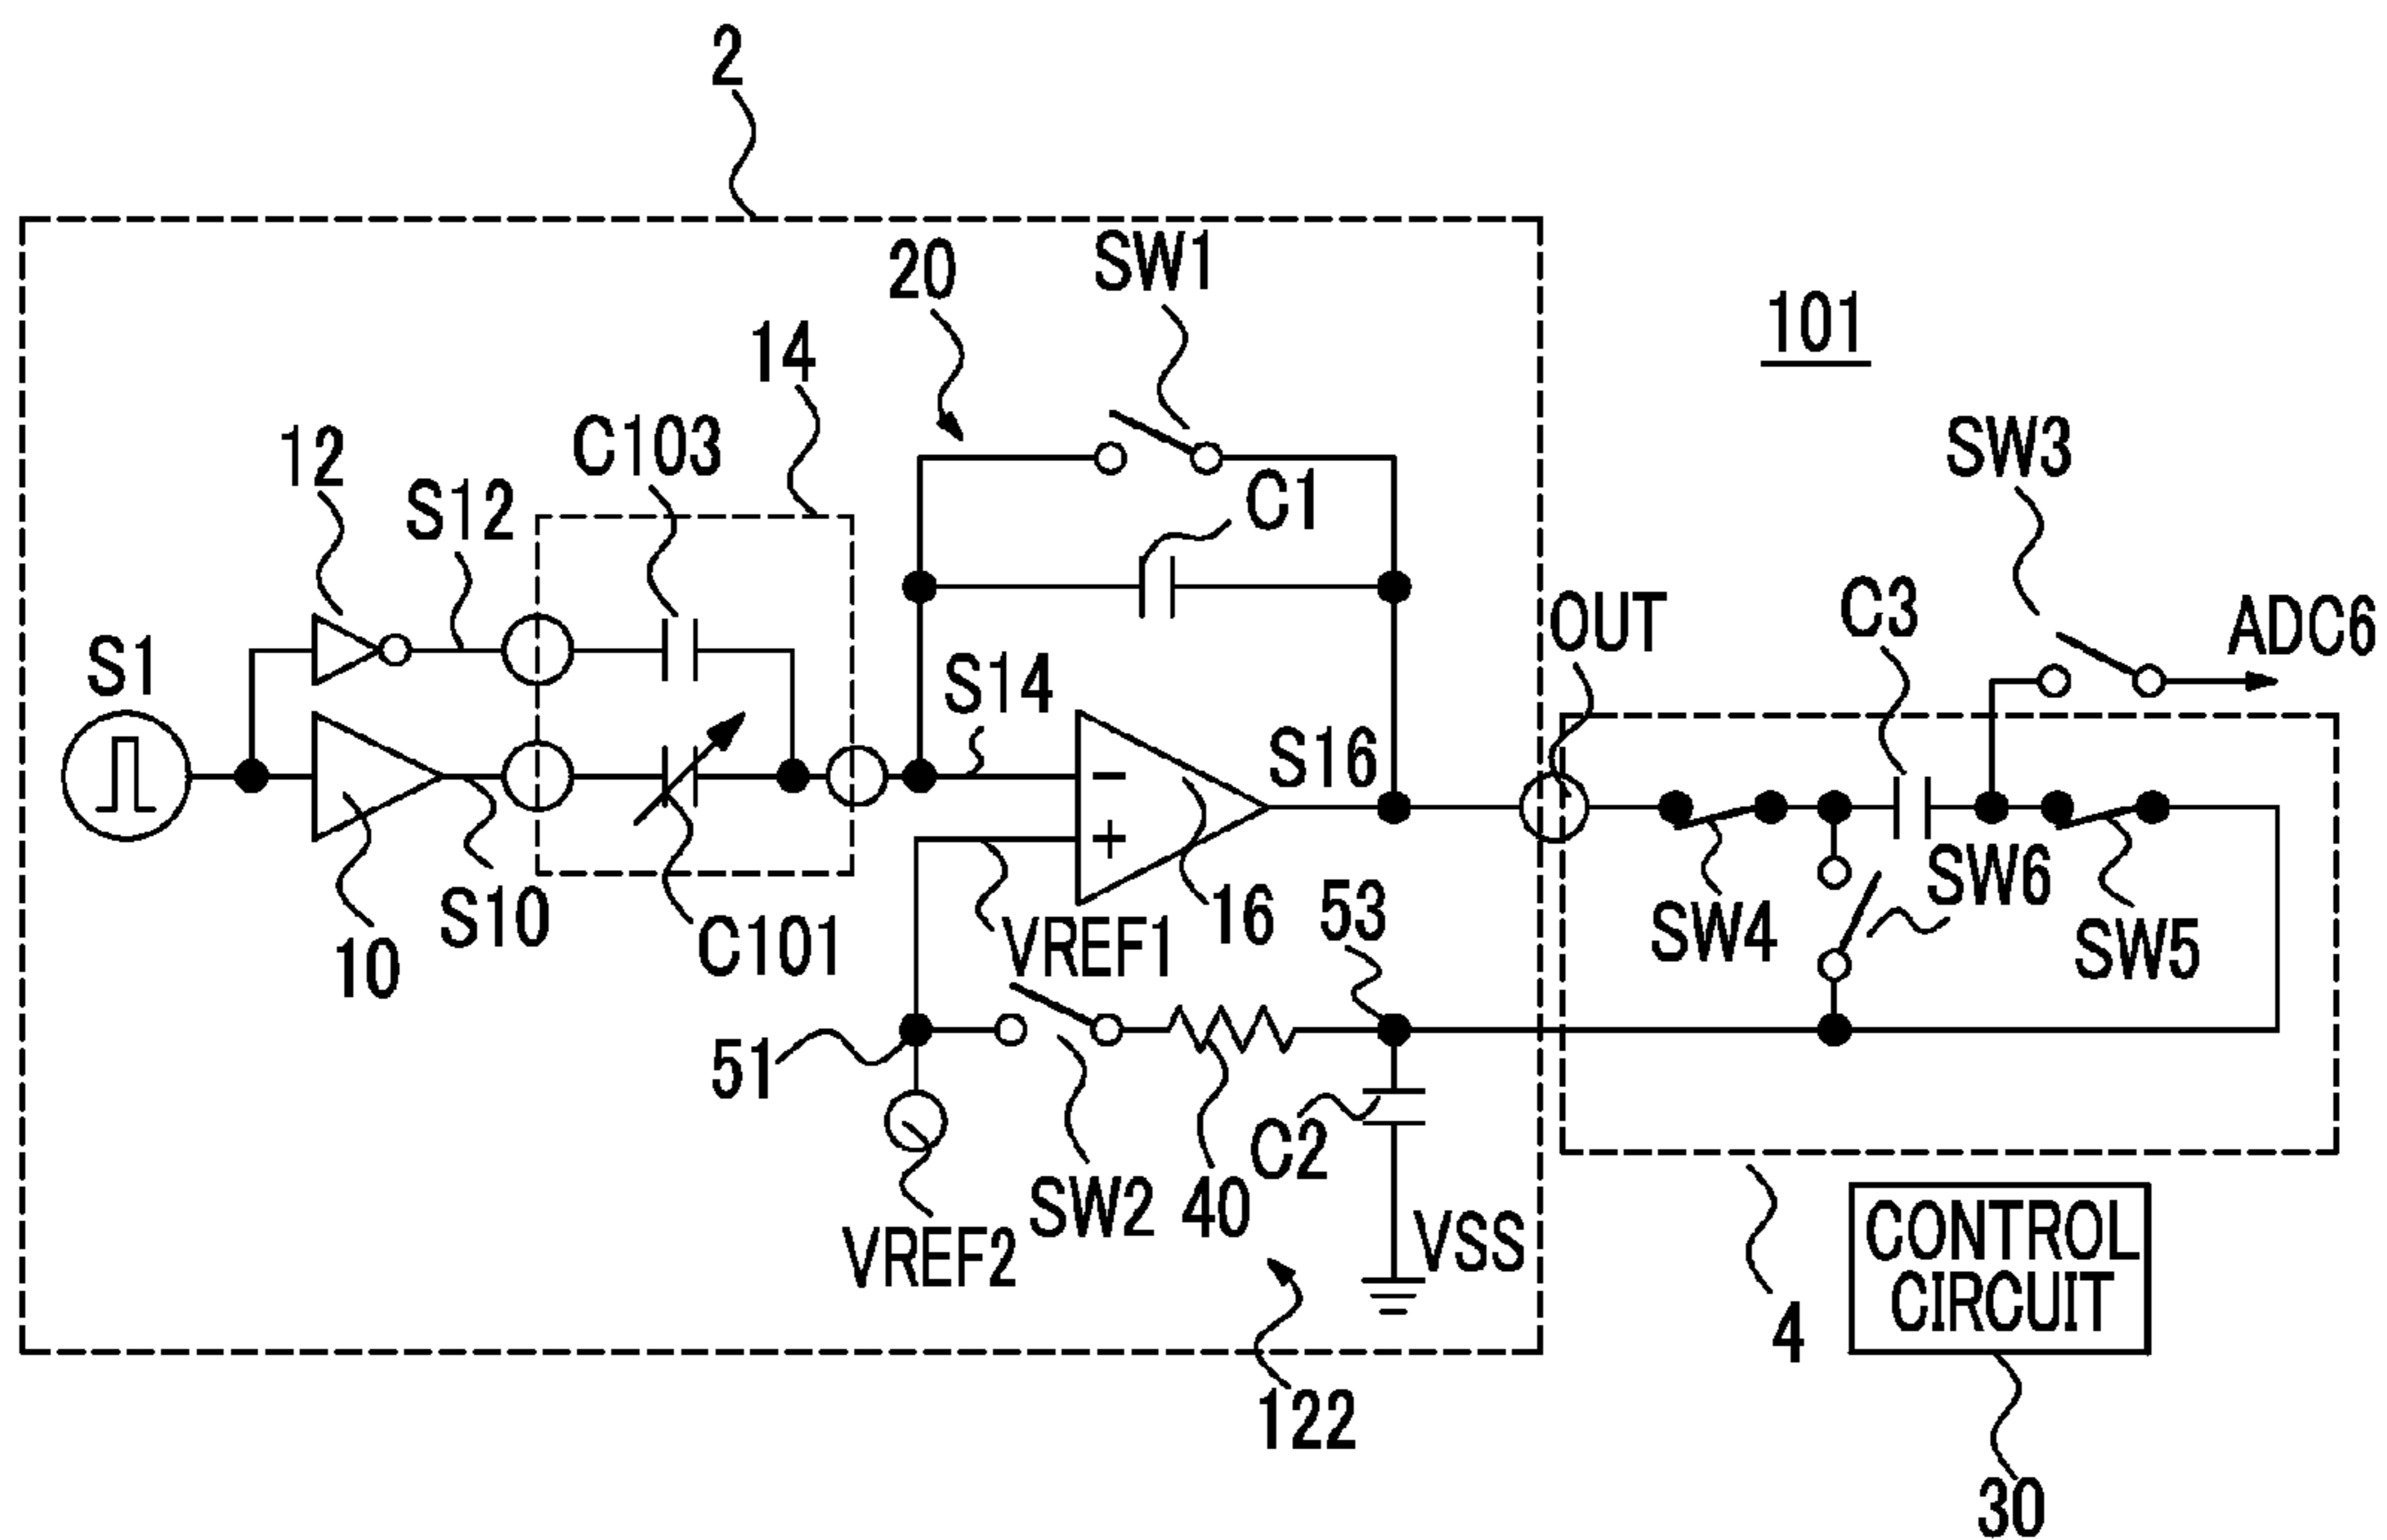 2
20
SW1
101
14
SW3
12
C103
S12
C1
OUT
C3
ADC6
S1
S14
S16
−
+
SW6
10
S10
C101
VREF1
16
53
SW4
SW5
51
VREF2
SW2
40
C2
VSS
122
4
CONTROL
CIRCUIT
30